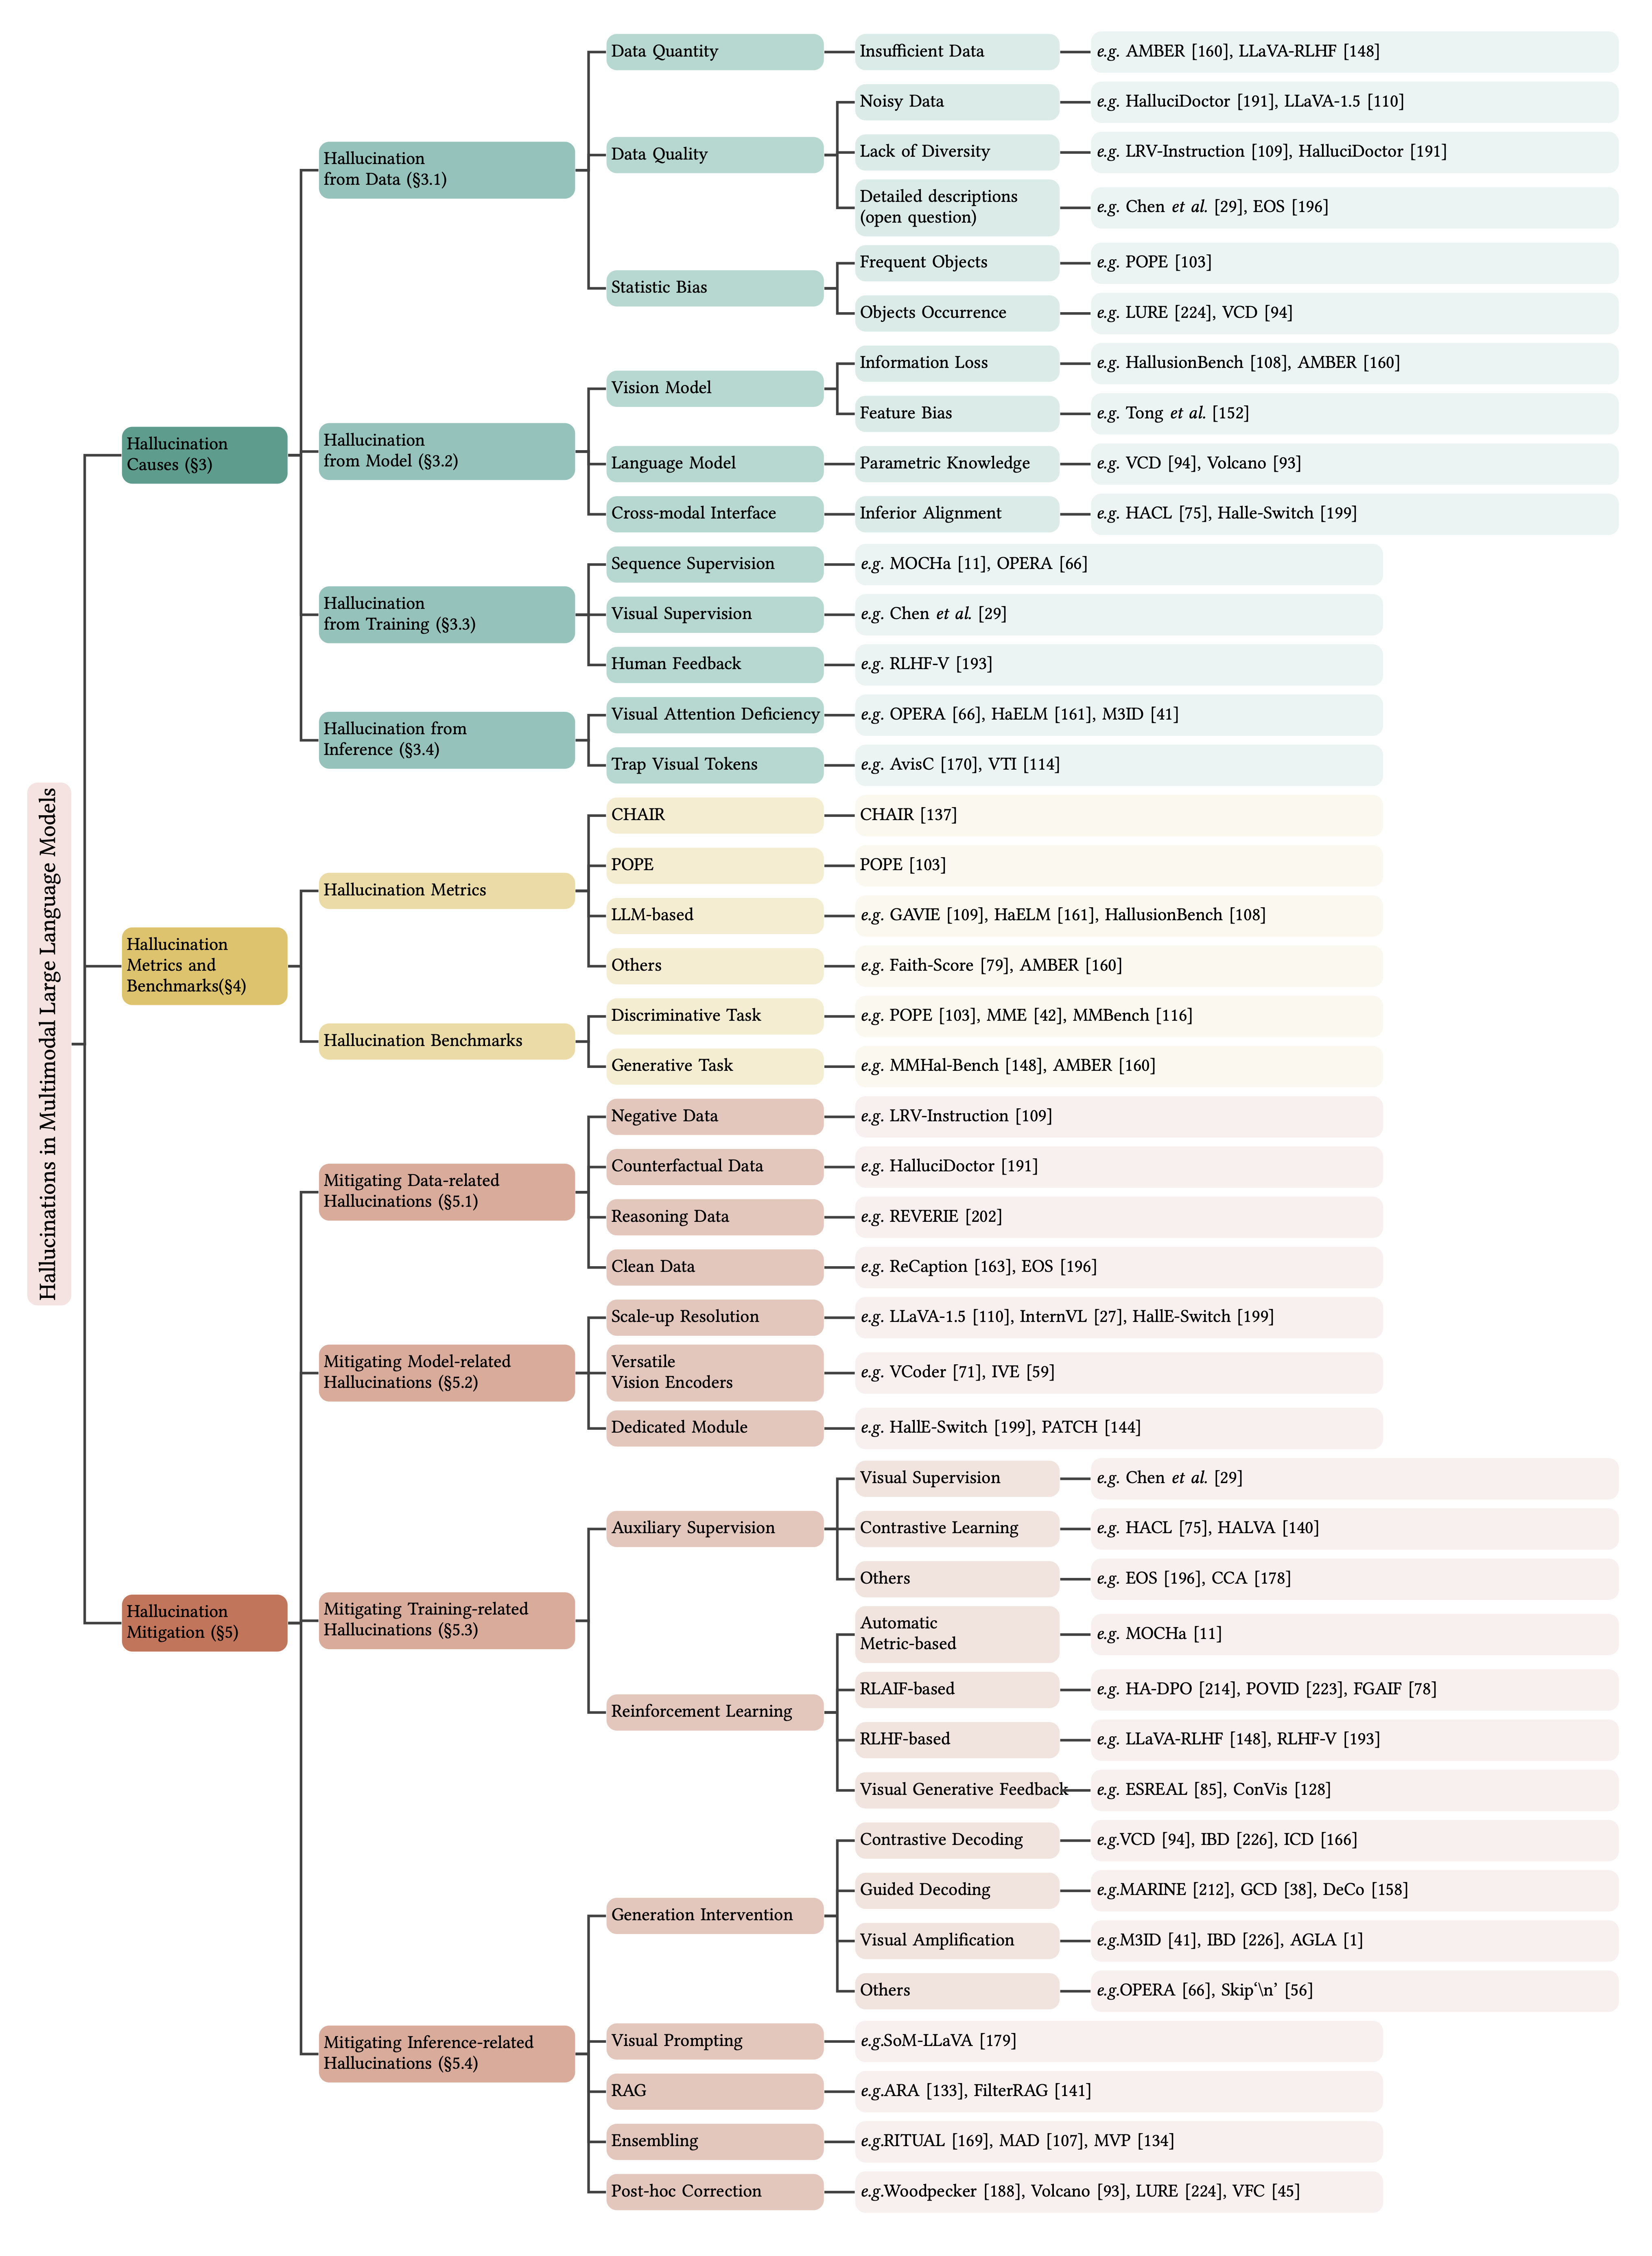 Hallucinations in Multimodal Large Language Models
Hallucination
Causes (§3)
Hallucination
from Data (§3.1)
Data Quantity
Insufficient Data
e.g. AMBER [160], LLaVA-RLHF [148]
Data Quality
Noisy Data
e.g. HalluciDoctor [191], LLaVA-1.5 [110]
Lack of Diversity
e.g. LRV-Instruction [109], HalluciDoctor [191]
Detailed descriptions
(open question)
e.g. Chen et al. [29], EOS [196]
Statistic Bias
Frequent Objects
e.g. POPE [103]
Objects Occurrence
e.g. LURE [224], VCD [94]
Hallucination
from Model (§3.2)
Vision Model
Information Loss
e.g. HallusionBench [108], AMBER [160]
Feature Bias
e.g. Tong et al. [152]
Language Model
Parametric Knowledge
e.g. VCD [94], Volcano [93]
Cross-modal Interface
Inferior Alignment
e.g. HACL [75], Halle-Switch [199]
Hallucination
from Training (§3.3)
Sequence Supervision
e.g. MOCHa [11], OPERA [66]
Visual Supervision
e.g. Chen et al. [29]
Human Feedback
e.g. RLHF-V [193]
Hallucination from
Inference (§3.4)
Visual Attention Deficiency
e.g. OPERA [66], HaELM [161], M3ID [41]
Trap Visual Tokens
e.g. AvisC [170], VTI [114]
Hallucination
Metrics and
Benchmarks(§4)
Hallucination Metrics
CHAIR
CHAIR [137]
POPE
POPE [103]
LLM-based
e.g. GAVIE [109], HaELM [161], HallusionBench [108]
Others
e.g. Faith-Score [79], AMBER [160]
Hallucination Benchmarks
Discriminative Task
e.g. POPE [103], MME [42], MMBench [116]
Generative Task
e.g. MMHal-Bench [148], AMBER [160]
Hallucination
Mitigation (§5)
Mitigating Data-related
Hallucinations (§5.1)
Negative Data
e.g. LRV-Instruction [109]
Counterfactual Data
e.g. HalluciDoctor [191]
Reasoning Data
e.g. REVERIE [202]
Clean Data
e.g. ReCaption [163], EOS [196]
Mitigating Model-related
Hallucinations (§5.2)
Scale-up Resolution
e.g. LLaVA-1.5 [110], InternVL [27], HallE-Switch [199]
Versatile
Vision Encoders
e.g. VCoder [71], IVE [59]
Dedicated Module
e.g. HallE-Switch [199], PATCH [144]
Mitigating Training-related
Hallucinations (§5.3)
Auxiliary Supervision
Visual Supervision
e.g. Chen et al. [29]
Contrastive Learning
e.g. HACL [75], HALVA [140]
Others
e.g. EOS [196], CCA [178]
Reinforcement Learning
Automatic
Metric-based
e.g. MOCHa [11]
RLAIF-based
e.g. HA-DPO [214], POVID [223], FGAIF [78]
RLHF-based
e.g. LLaVA-RLHF [148], RLHF-V [193]
Visual Generative Feedback
e.g. ESREAL [85], ConVis [128]
Mitigating Inference-related
Hallucinations (§5.4)
Generation Intervention
Contrastive Decoding
e.g.VCD [94], IBD [226], ICD [166]
Guided Decoding
e.g.MARINE [212], GCD [38], DeCo [158]
Visual Amplification
e.g.M3ID [41], IBD [226], AGLA [1]
Others
e.g.OPERA [66], Skip‘\n’ [56]
Visual Prompting
e.g.SoM-LLaVA [179]
RAG
e.g.ARA [133], FilterRAG [141]
Ensembling
e.g.RITUAL [169], MAD [107], MVP [134]
Post-hoc Correction
e.g.Woodpecker [188], Volcano [93], LURE [224], VFC [45]